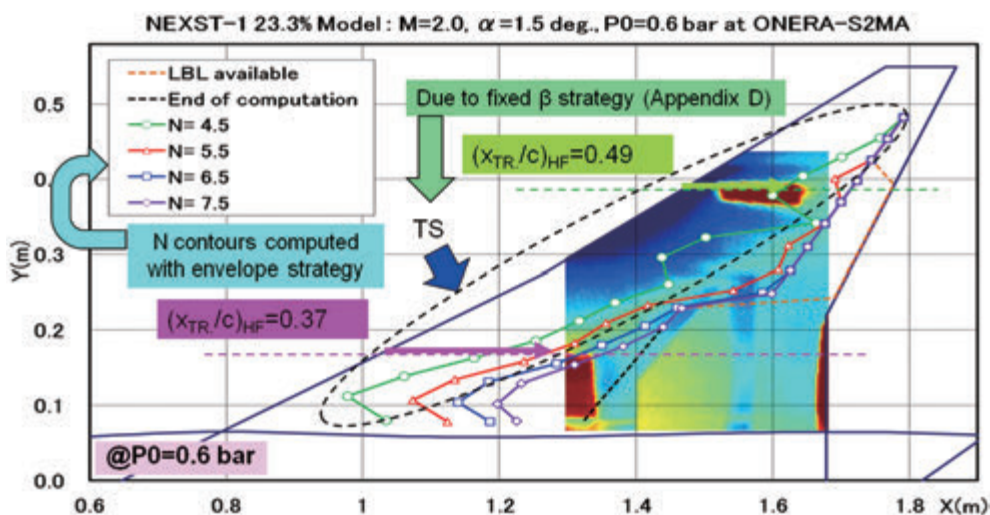 NEXST-1 23.3% Model : M=2.0, α=1.5 deg., P0=0.6 bar at ONERA-S2MA
LBL available
End of computation
N= 4.5
N= 5.5
N= 6.5
N= 7.5
Due to fixed β strategy (Appendix D)
(xTR./c)HF=0.49
TS
N contours computed
with envelope strategy
(xTR./c)HF=0.37
@P0=0.6 bar
Y(m)
0.5
0.4
0.3
0.2
0.1
0.0
0.6 0.8 1 1.2 1.4 1.6 1.8 X(m)